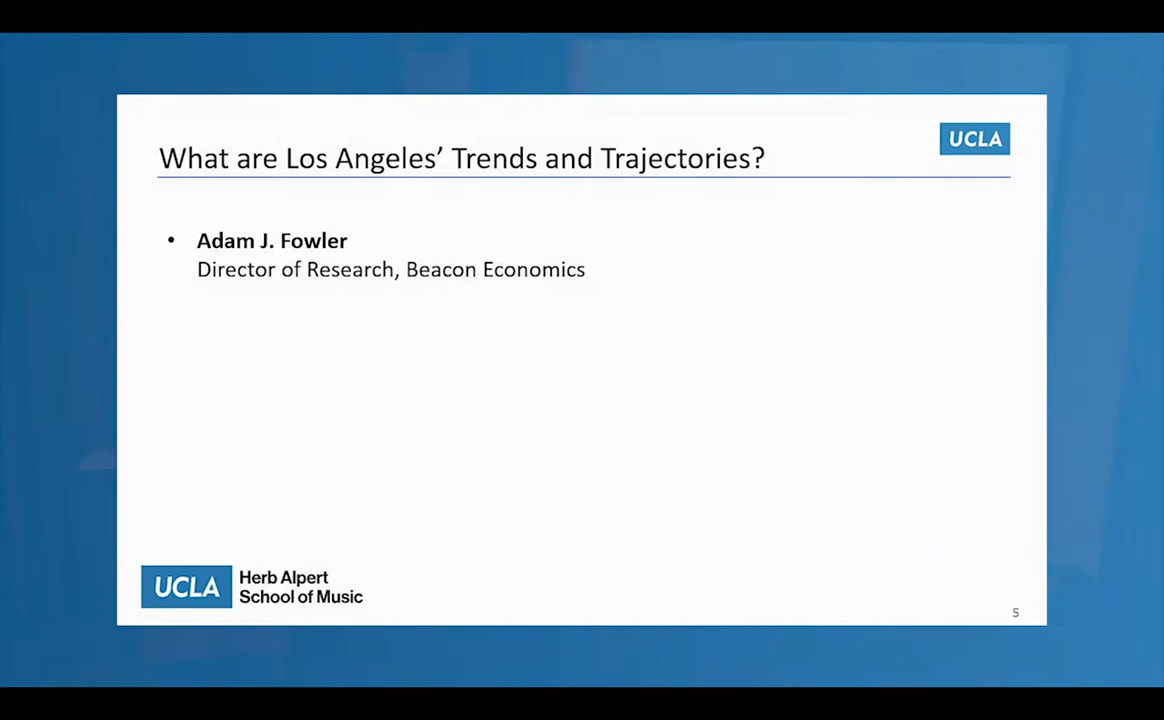 UCLA
What are Los Angeles’ Trends and Trajectories?
• Adam J. Fowler
Director of Research, Beacon Economics
UCLA Herb Alpert
School of Music
5